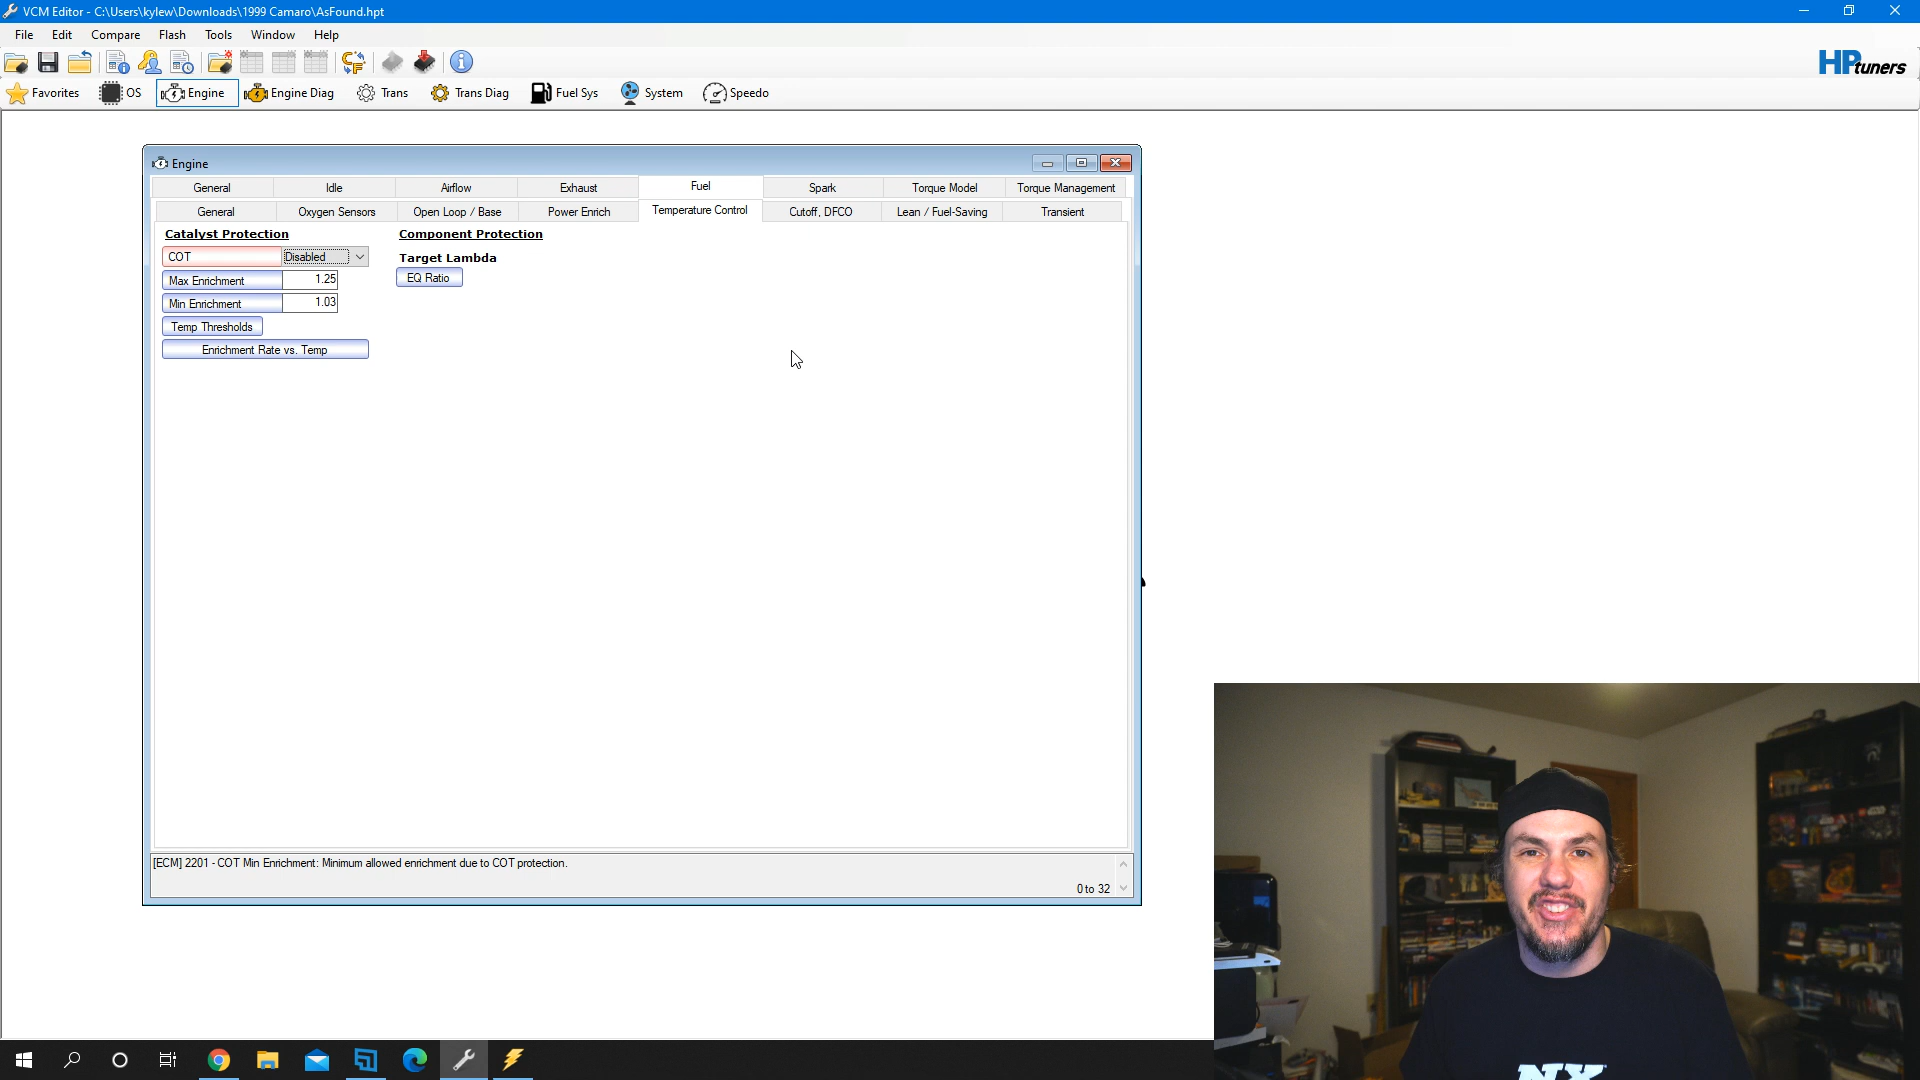 VCM Editor - C:\Users\kylew\Downloads\1999 Camaro\AsFound.hpt
File Edit Compare Flash Tools Window Help
HPtuners
Favorites OS Engine Engine Diag Trans Trans Diag Fuel Sys System Speedo
Engine
General Idle Airflow Exhaust Fuel Spark Torque Model Torque Management
General Oxygen Sensors Open Loop / Base Power Enrich Temperature Control Cutoff, DFCO Lean / Fuel-Saving Transient
Catalyst Protection Component Protection
COT Disabled Target Lambda
Max Enrichment 1.25 EQ Ratio
Min Enrichment 1.03
Temp Thresholds
Enrichment Rate vs. Temp
[ECM] 2201 - COT Min Enrichment: Minimum allowed enrichment due to COT protection.
0 to 32
NX